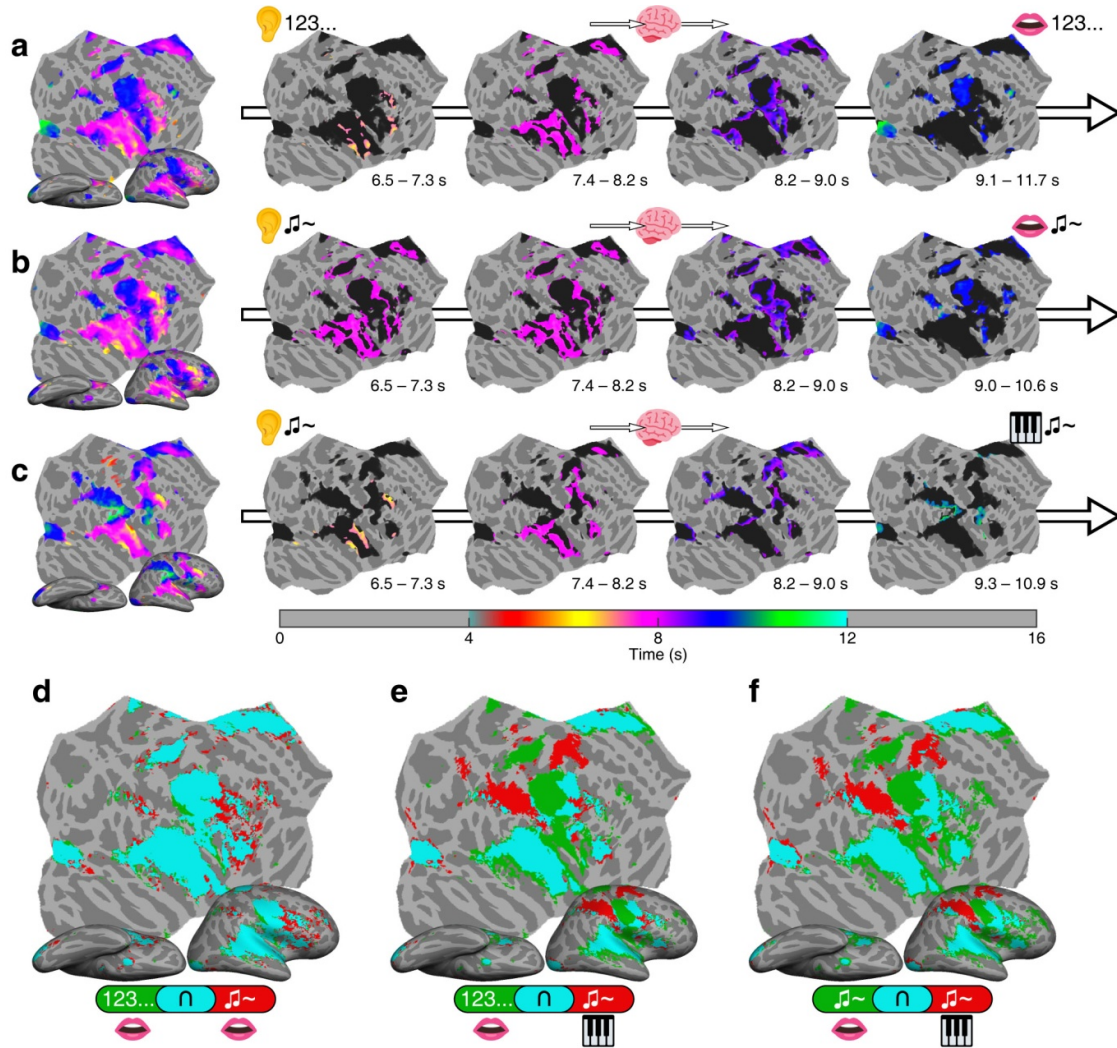 a
123...
123...
6.5 – 7.3 s
7.4 – 8.2 s
8.2 – 9.0 s
9.1 – 11.7 s
b
♫~
♫~
6.5 – 7.3 s
7.4 – 8.2 s
8.2 – 9.0 s
9.0 – 10.6 s
c
♫~
♫~
6.5 – 7.3 s
7.4 – 8.2 s
8.2 – 9.0 s
9.3 – 10.9 s
0 4 8 12 16
Time (s)
d
e
f
123... ∩ ♫~
123... ∩ ♫~
♫~ ∩ ♫~